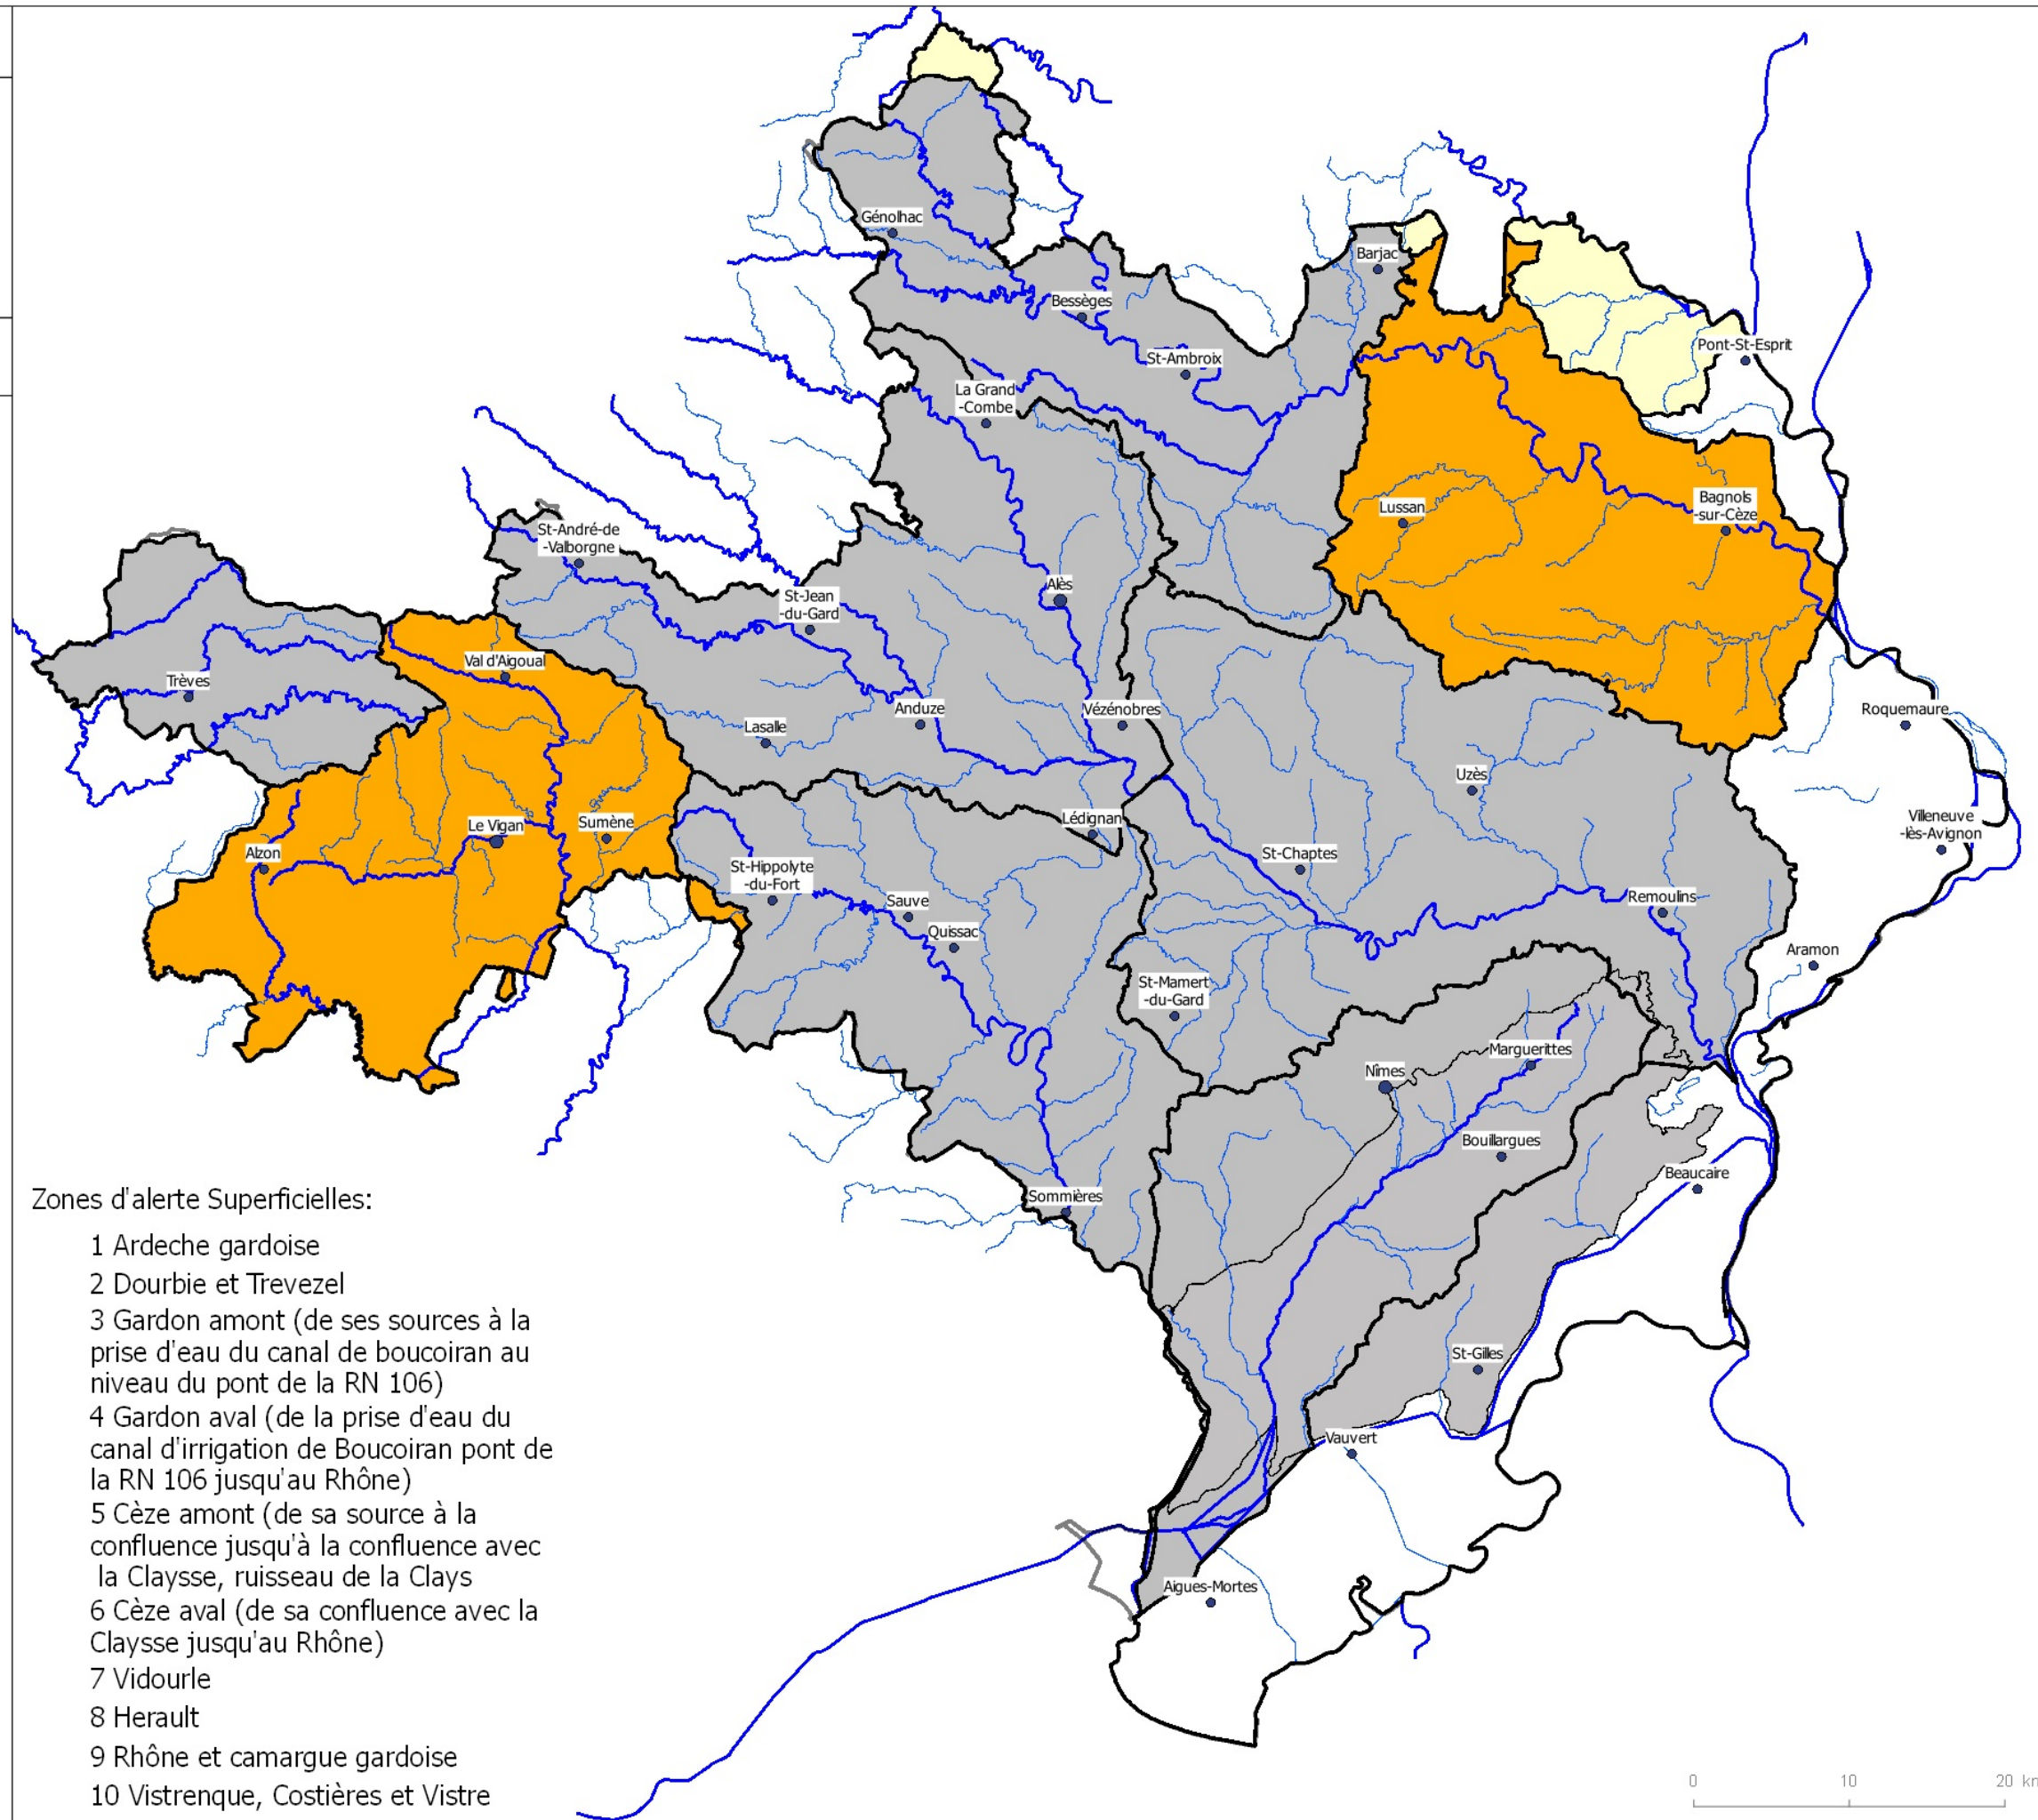 Génolhac
Barjac
Bessèges
Pont-St-Esprit
St-Ambroix
La Grand
-Combe
Lussan
Bagnols
-sur-Cèze
St-André-de
-Valborgne
Alès
St-Jean
-du-Gard
Val d'Aigoual
Trèves
Anduze
Vézénobres
Roquemaure
Lasalle
Uzès
Le Vigan
Sumène
Lédignan
Villeneuve
-lès-Avignon
Alzon
St-Chaptes
St-Hippolyte
-du-Fort
Sauve
Remoulins
Quissac
Aramon
St-Mamert
-du-Gard
Marguerittes
Nîmes
Bouillargues
Beaucaire
Sommières
St-Gilles
Vauvert
Aigues-Mortes
Zones d'alerte Superficielles:
1 Ardeche gardoise
2 Dourbie et Trevezel
3 Gardon amont (de ses sources à la
prise d'eau du canal de boucoiran au
niveau du pont de la RN 106)
4 Gardon aval (de la prise d'eau du
canal d'irrigation de Boucoiran pont de
la RN 106 jusqu'au Rhône)
5 Cèze amont (de sa source à la
confluence jusqu'à la confluence avec
la Claysse, ruisseau de la Clays
6 Cèze aval (de sa confluence avec la
Claysse jusqu'au Rhône)
7 Vidourle
8 Herault
9 Rhône et camargue gardoise
10 Vistrenque, Costières et Vistre
0 10 20 km